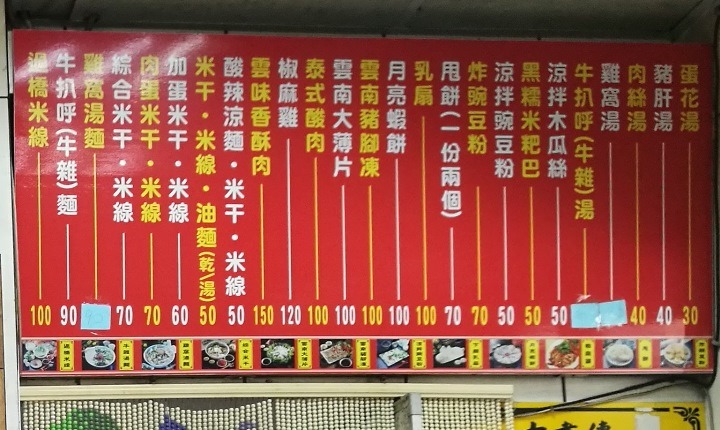 過橋米線 100
牛扒呼(牛雜)麵 90
雞窩湯麵
綜合米干・米線 70
肉蛋米干・米線 70
加蛋米干・米線 60
米干・米線・油麵(乾/湯) 50
酸辣涼麵・米干・米線 50
雲味香酥肉 150
椒麻雞 120
泰式酸肉 100
雲南大薄片 100
雲南豬腳凍 100
月亮蝦餅 100
乳扇 100
甩餅(一份兩個) 70
炸豌豆粉 70
涼拌豌豆粉 50
黑糯米粑巴 50
涼拌木瓜絲 50
牛扒呼(牛雜)湯
雞窩湯
肉絲湯 40
豬肝湯 40
蛋花湯 30
過橋米線